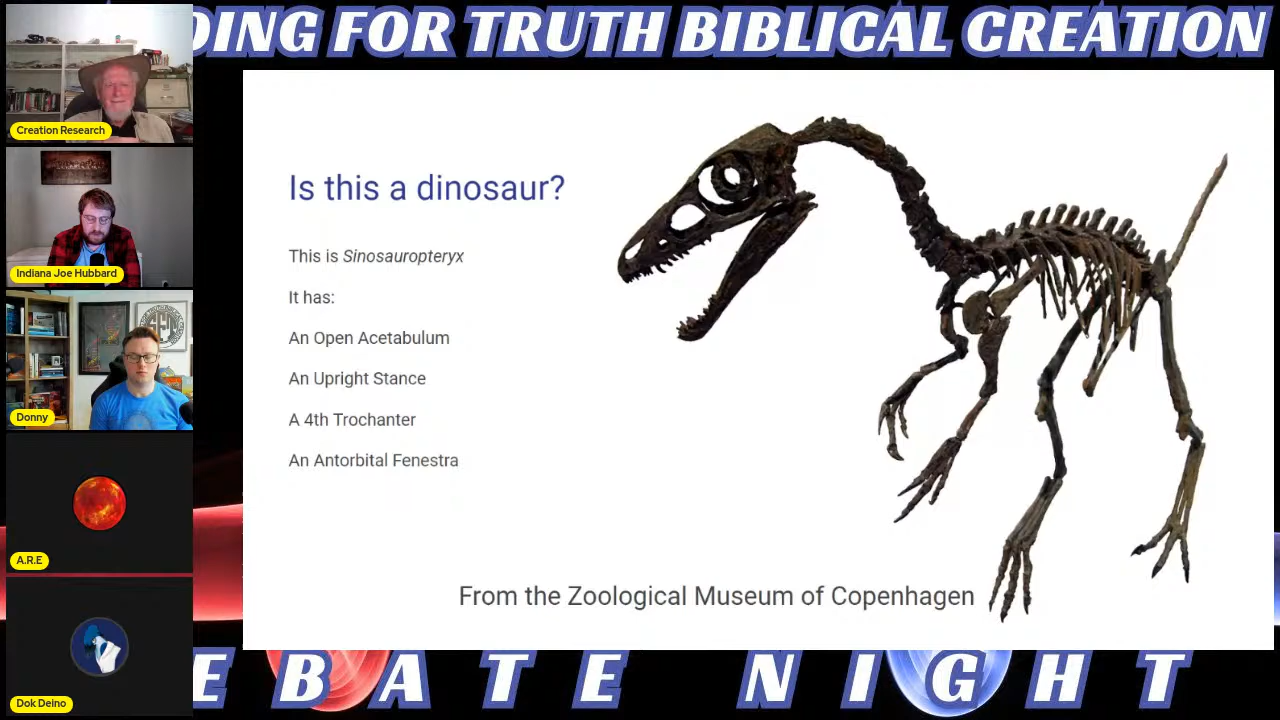 DING FOR TRUTH BIBLICAL CREATION
Creation Research
Indiana Joe Hubbard
Donny
A.R.E
Dok Deino
Is this a dinosaur?
This is Sinosauropteryx
It has:
An Open Acetabulum
An Upright Stance
A 4th Trochanter
An Antorbital Fenestra
From the Zoological Museum of Copenhagen
EBATE NIGHT